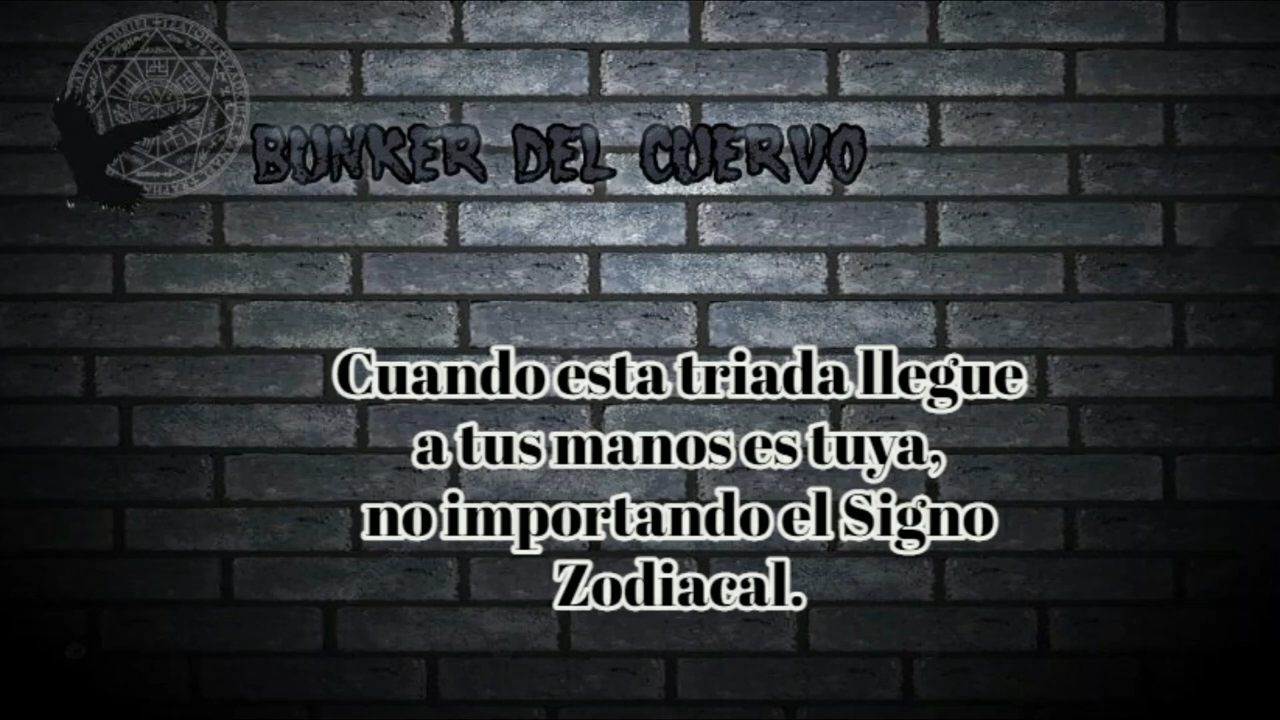 BUNKER DEL CUERVO
Cuando esta triada llegue
a tus manos es tuya,
no importando el Signo
Zodiacal.